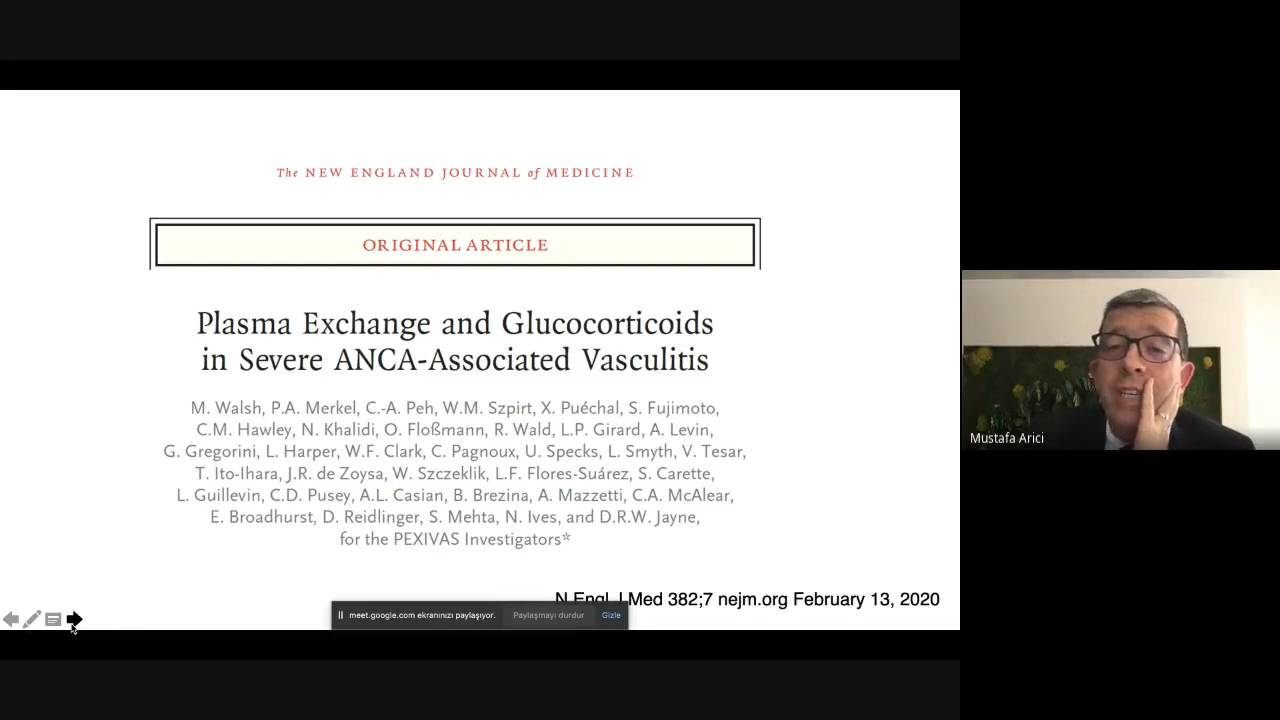 The NEW ENGLAND JOURNAL of MEDICINE
ORIGINAL ARTICLE
Plasma Exchange and Glucocorticoids
in Severe ANCA-Associated Vasculitis
M. Walsh, P.A. Merkel, C.-A. Peh, W.M. Szpirt, X. Puéchal, S. Fujimoto,
C.M. Hawley, N. Khalidi, O. Floßmann, R. Wald, L.P. Girard, A. Levin,
G. Gregorini, L. Harper, W.F. Clark, C. Pagnoux, U. Specks, L. Smyth, V. Tesar,
T. Ito-Ihara, J.R. de Zoysa, W. Szczeklik, L.F. Flores-Suárez, S. Carette,
L. Guillevin, C.D. Pusey, A.L. Casian, B. Brezina, A. Mazzetti, C.A. McAlear,
E. Broadhurst, D. Reidlinger, S. Mehta, N. Ives, and D.R.W. Jayne,
for the PEXIVAS Investigators*
N Engl J Med 382;7 nejm.org February 13, 2020
meet.google.com ekranınızı paylaşıyor. Paylaşmayı durdur Gizle
Mustafa Arici